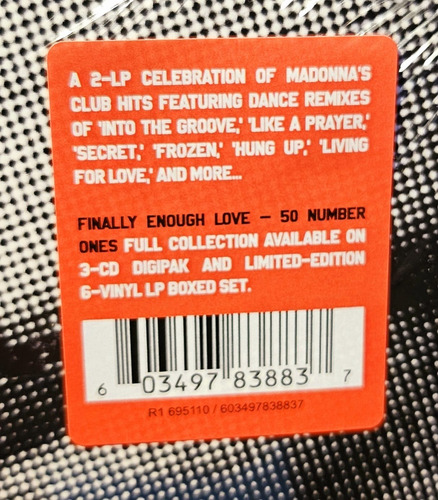 A 2-LP CELEBRATION OF MADONNA'S
CLUB HITS FEATURING DANCE REMIXES
OF 'INTO THE GROOVE,' 'LIKE A PRAYER,'
'SECRET,' 'FROZEN,' 'HUNG UP,' 'LIVING
FOR LOVE,' AND MORE...
FINALLY ENOUGH LOVE – 50 NUMBER
ONES FULL COLLECTION AVAILABLE ON
3-CD DIGIPAK AND LIMITED-EDITION
6-VINYL LP BOXED SET.
6 03497 83883 7
R1 695110 / 603497838837